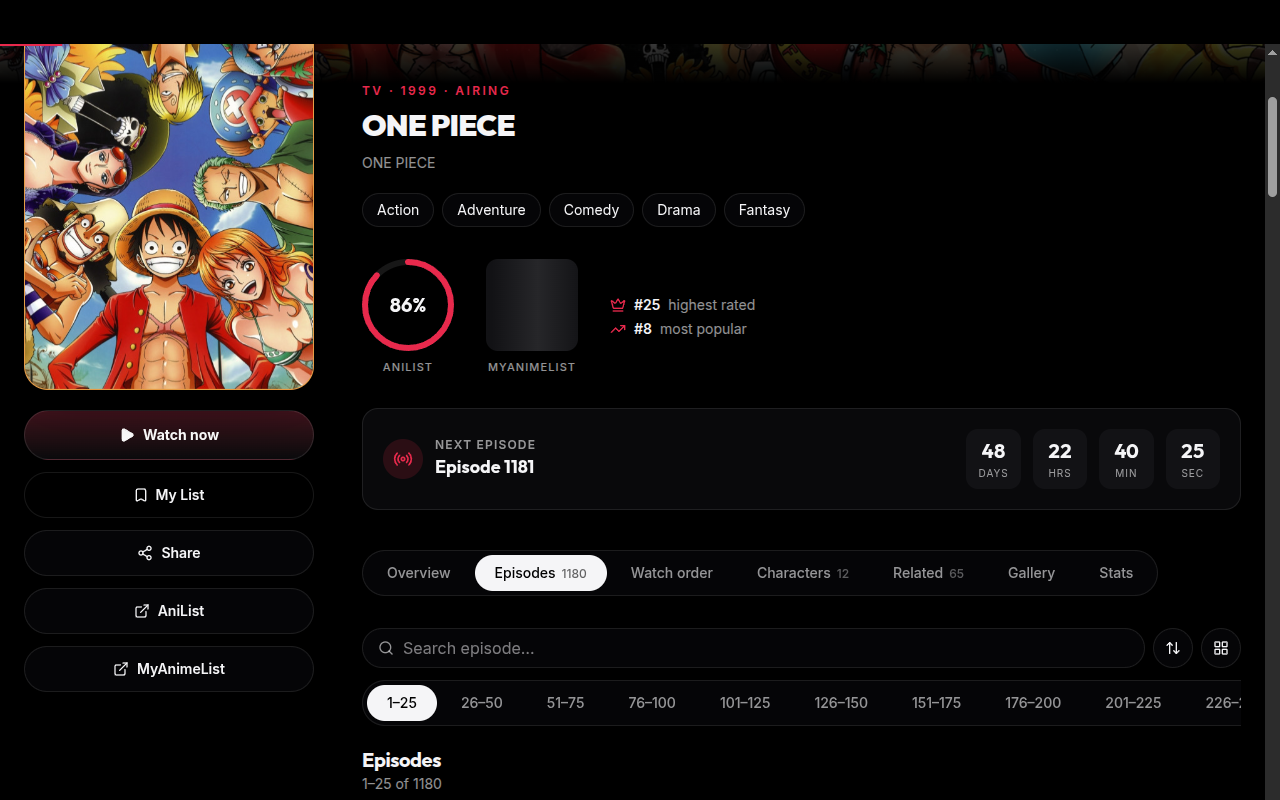 TV · 1999 · AIRING
ONE PIECE
ONE PIECE
Action Adventure Comedy Drama Fantasy
86%
ANILIST
MYANIMELIST
#25 highest rated
#8 most popular
Watch now
My List
Share
AniList
MyAnimeList
NEXT EPISODE
Episode 1181
48 DAYS
22 HRS
40 MIN
25 SEC
Overview Episodes 1180 Watch order Characters 12 Related 65 Gallery Stats
Search episode...
1–25 26–50 51–75 76–100 101–125 126–150 151–175 176–200 201–225
Episodes
1–25 of 1180